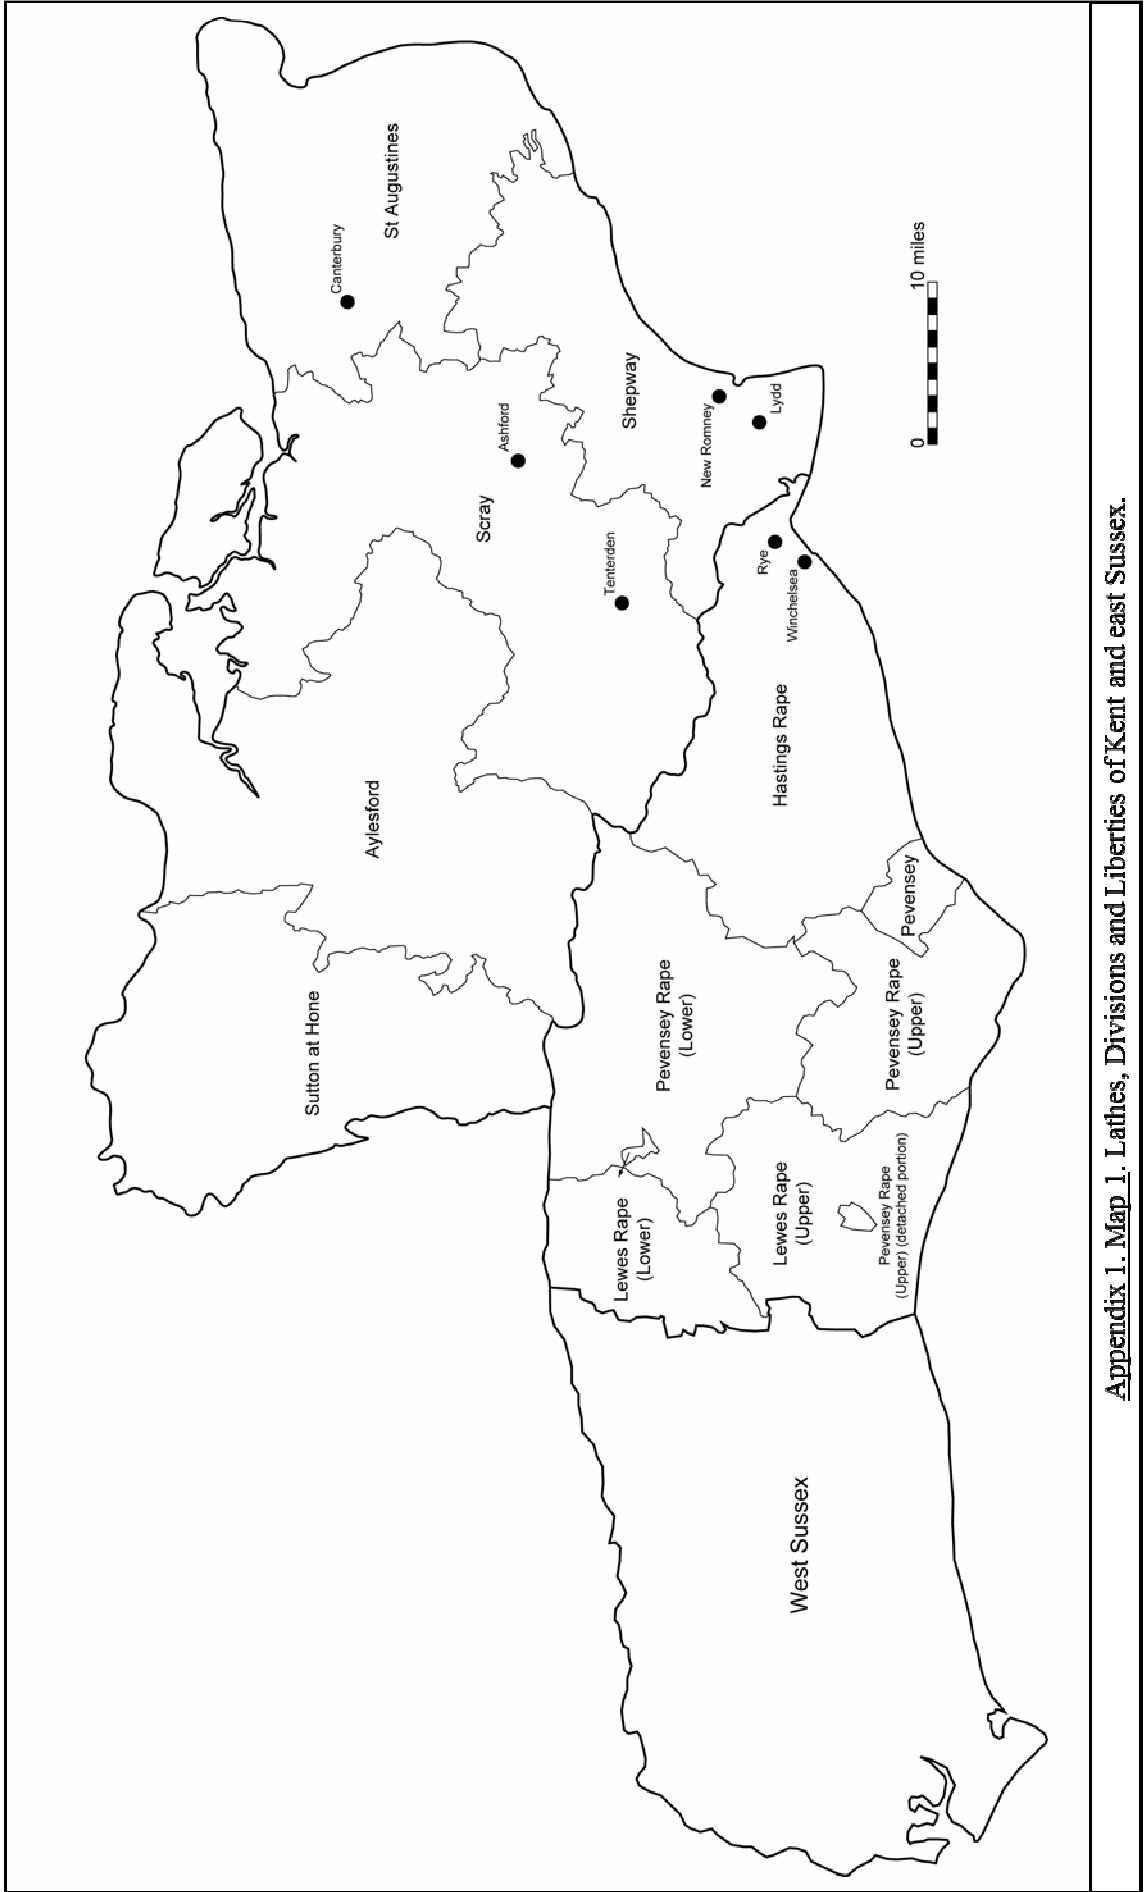 St Augustines
Canterbury
Ashford
Scray
Shepway
New Romney
Lydd
Tenterden
Rye
Winchelsea
0
10 miles
Aylesford
Hastings Rape
Sutton at Hone
Pevensey
Pevensey Rape
(Lower)
Pevensey Rape
(Upper)
Lewes Rape
(Lower)
Lewes Rape
(Upper)
Pevensey Rape
(Upper) (detached portion)
West Sussex
Appendix 1. Map 1. Lathes, Divisions and Liberties of Kent and east Sussex.